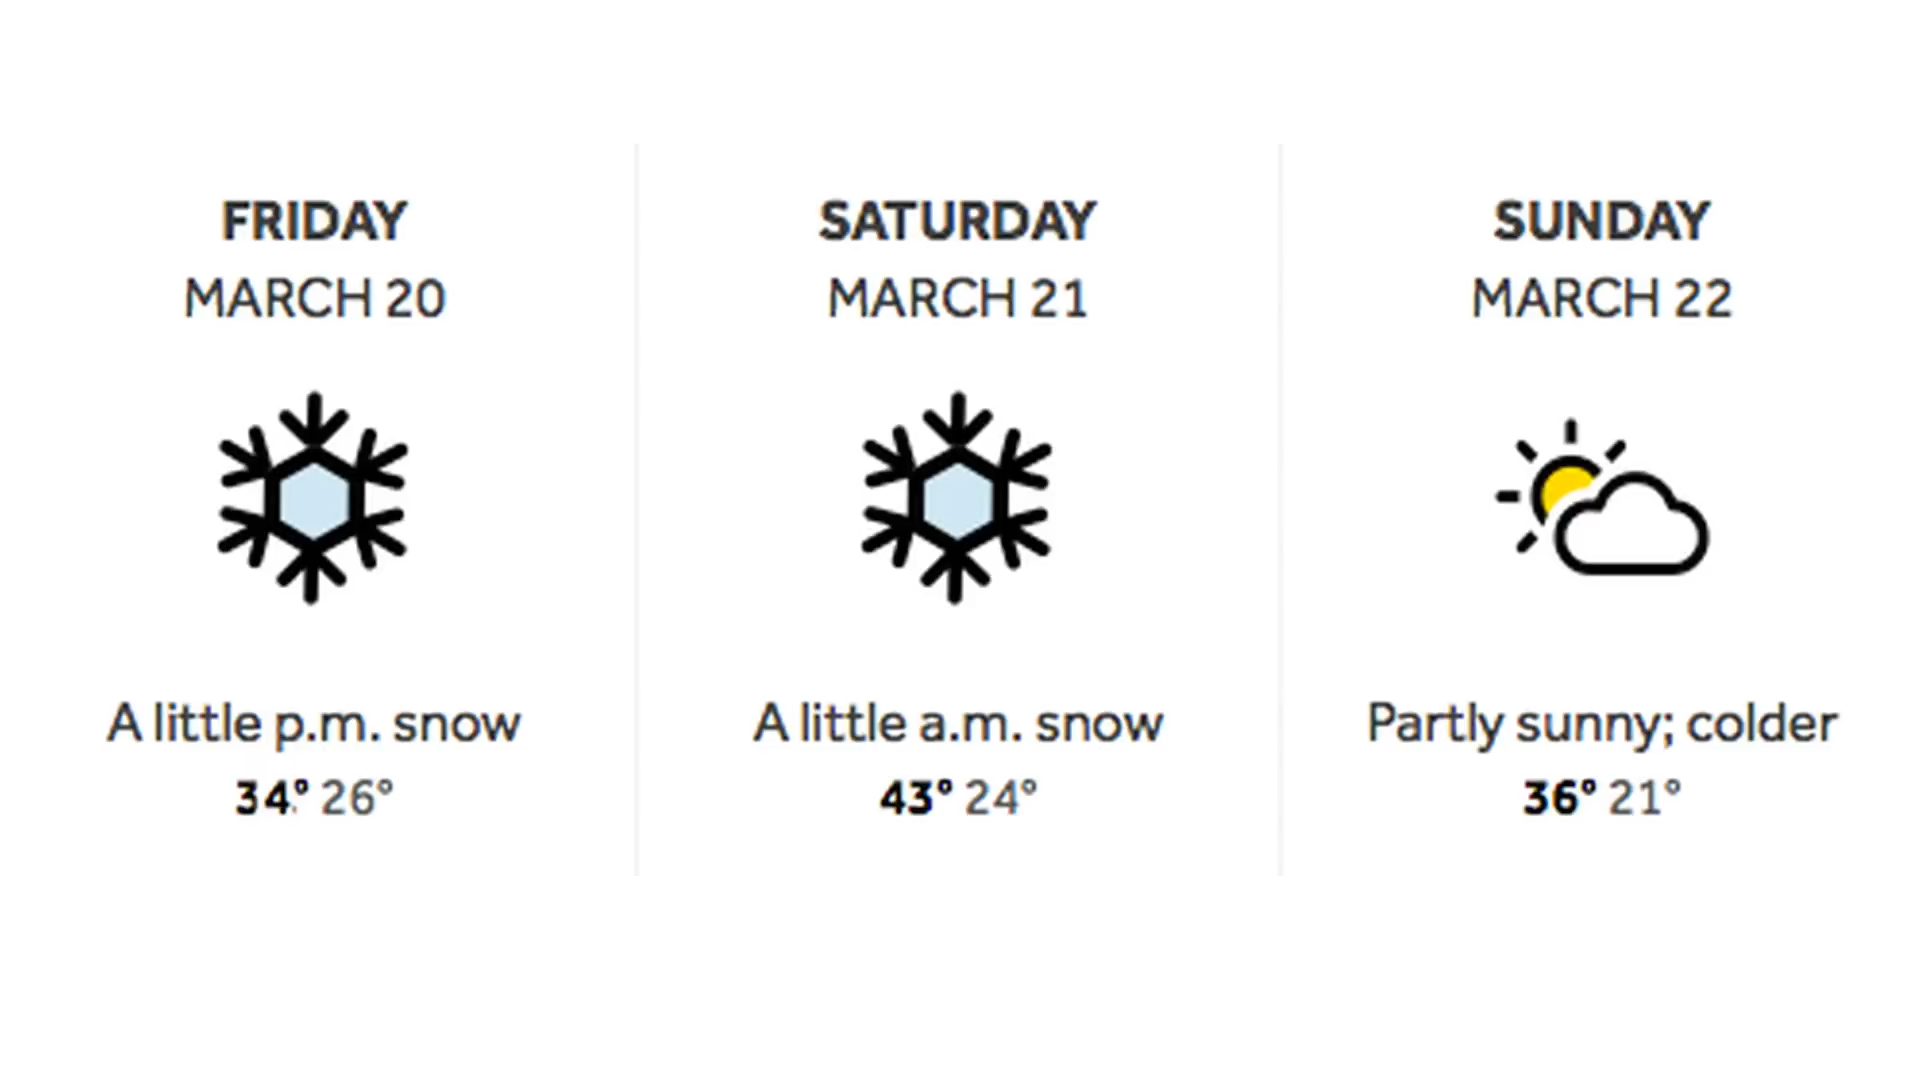 FRIDAY
MARCH 20
A little p.m. snow
34° 26°
SATURDAY
MARCH 21
A little a.m. snow
43° 24°
SUNDAY
MARCH 22
Partly sunny; colder
36° 21°